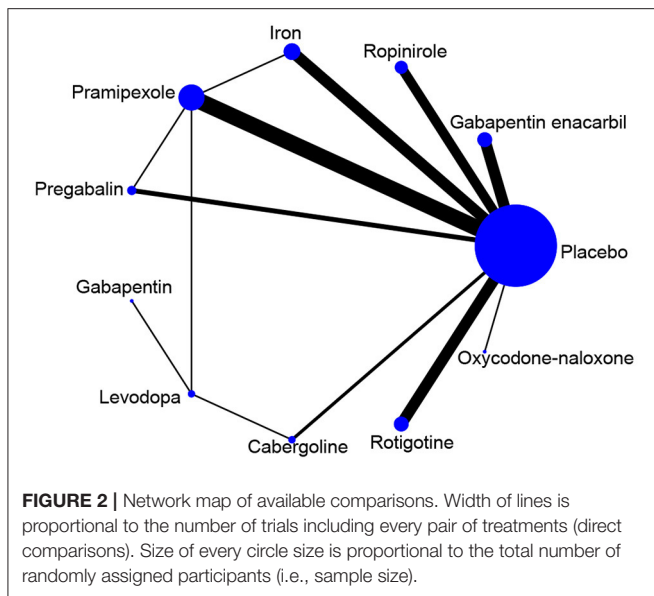 Iron
Ropinirole
Pramipexole
Gabapentin enacarbil
Pregabalin
Placebo
Gabapentin
Oxycodone-naloxone
Levodopa
Cabergoline
Rotigotine
FIGURE 2 | Network map of available comparisons. Width of lines is
proportional to the number of trials including every pair of treatments (direct
comparisons). Size of every circle size is proportional to the total number of
randomly assigned participants (i.e., sample size).